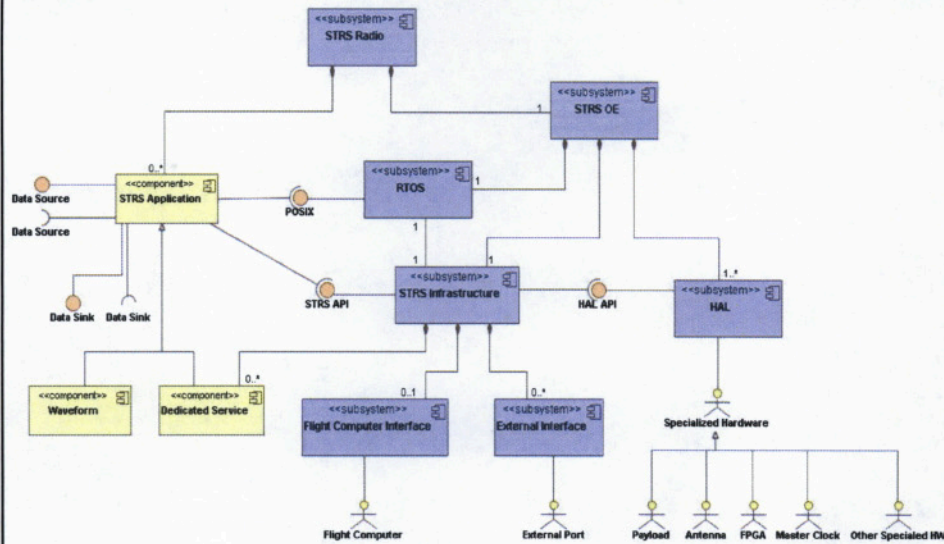 <<subsystem>>
STRS Radio
<<subsystem>>
STRS OE
1
0..*
<<component>>
STRS Application
<<subsystem>>
RTOS
1
Data Source
POSIX
Data Source
1
1
1
<<subsystem>>
STRS Infrastructure
1..*
<<subsystem>>
HAL
STRS API
HAL API
Data Sink
Data Sink
0..*
0..1
0..*
<<component>>
Waveform
<<component>>
Dedicated Service
<<subsystem>>
Flight Computer Interface
<<subsystem>>
External Interface
Specialized Hardware
Flight Computer
External Port
Payload
Antenna
FPGA
Master Clock
Other Specialed HW